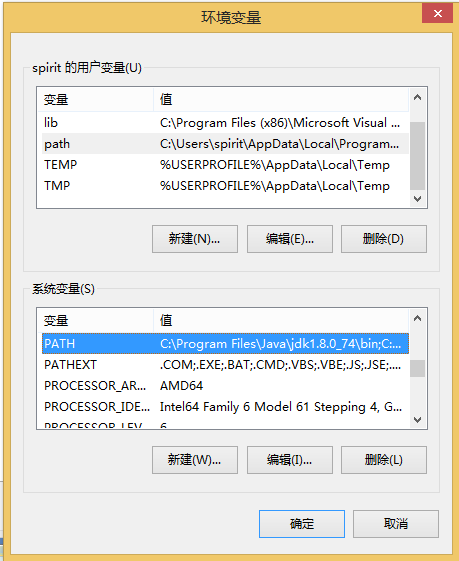 环境变量
spirit 的用户变量(U)
变量 值
lib C:\Program Files (x86)\Microsoft Visual ...
path C:\Users\spirit\AppData\Local\Program...
TEMP %USERPROFILE%\AppData\Local\Temp
TMP %USERPROFILE%\AppData\Local\Temp
新建(N)... 编辑(E)... 删除(D)
系统变量(S)
变量 值
PATH C:\Program Files\Java\jdk1.8.0_74\bin;C:...
PATHEXT .COM;.EXE;.BAT;.CMD;.VBS;.VBE;.JS;.JSE;....
PROCESSOR_AR... AMD64
PROCESSOR_IDE... Intel64 Family 6 Model 61 Stepping 4, G...
PROCESSOR_LEV... 6
新建(W)... 编辑(I)... 删除(L)
确定 取消